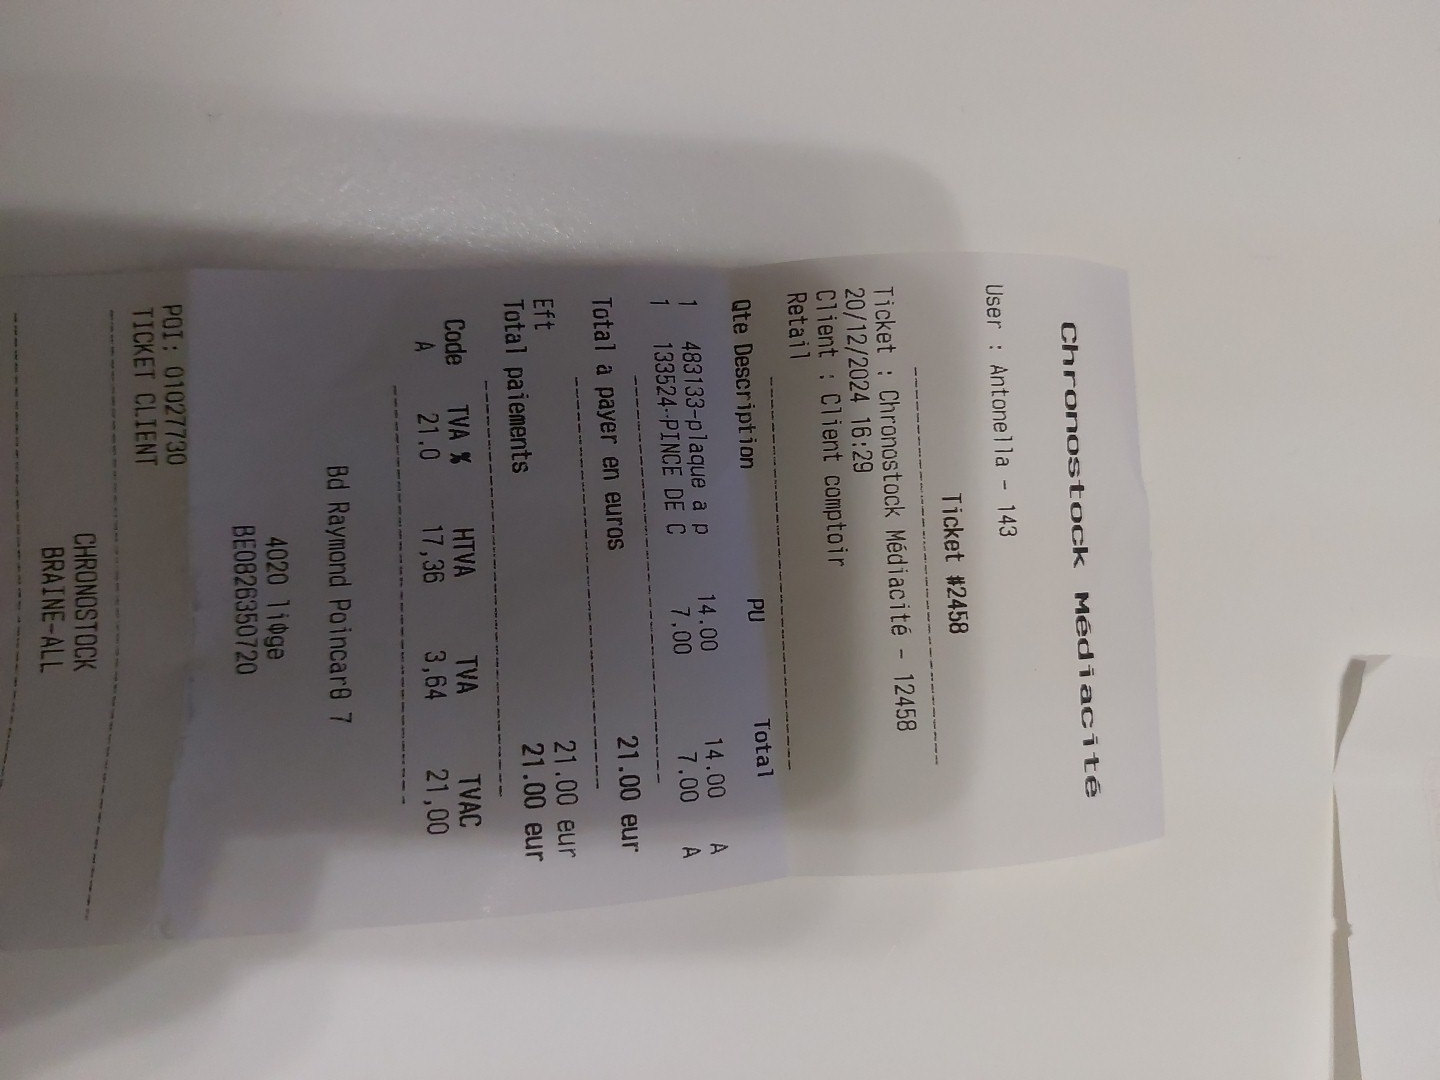 Chronostock Médiacité
User : Antonella - 143
Ticket #2458
Ticket : Chronostock Médiacité - 12458
20/12/2024 16:29
Client : Client comptoir
Retail
Qte Description PU Total
1 483133-plaque a p 14.00 14.00 A
1 133524-PINCE DE C 7.00 7.00 A
Total a payer en euros 21.00 eur
Eft 21.00 eur
Total paiements 21.00 eur
Code TVA % HTVA TVA TVAC
A 21.0 17,36 3,64 21,00
Bd Raymond Poincarθ 7
4020 liΦge
BE0826350720
POI: 01027730
TICKET CLIENT
CHRONOSTOCK
BRAINE-ALL